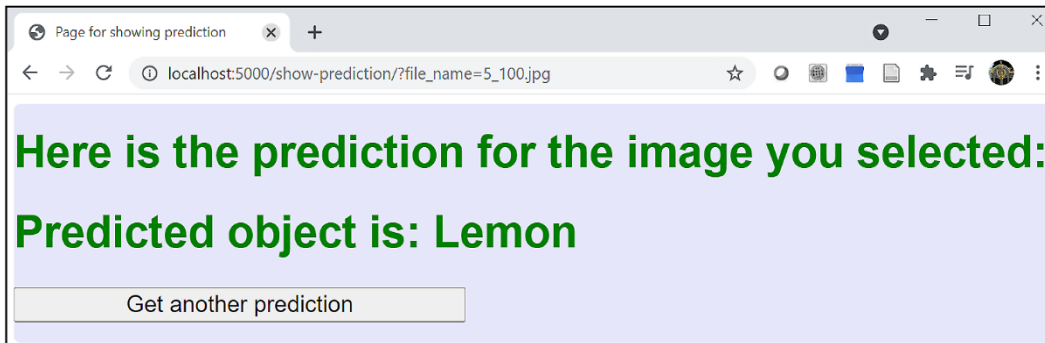 Page for showing prediction
localhost:5000/show-prediction/?file_name=5_100.jpg
Here is the prediction for the image you selected:
Predicted object is: Lemon
Get another prediction